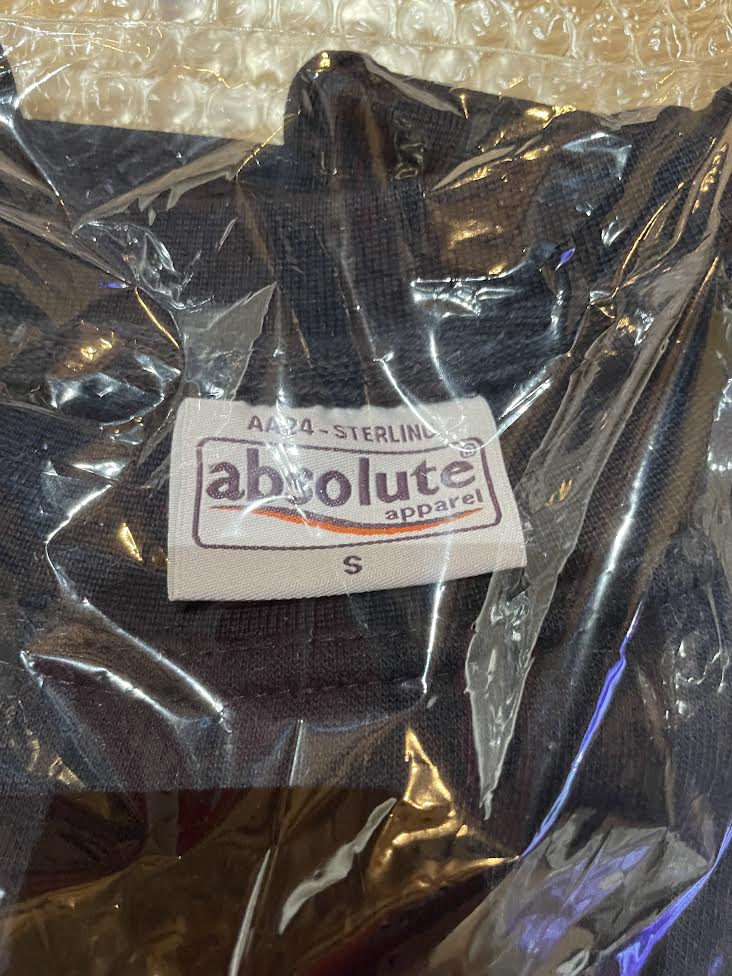 AA24-STERLING
absolute®
apparel
S